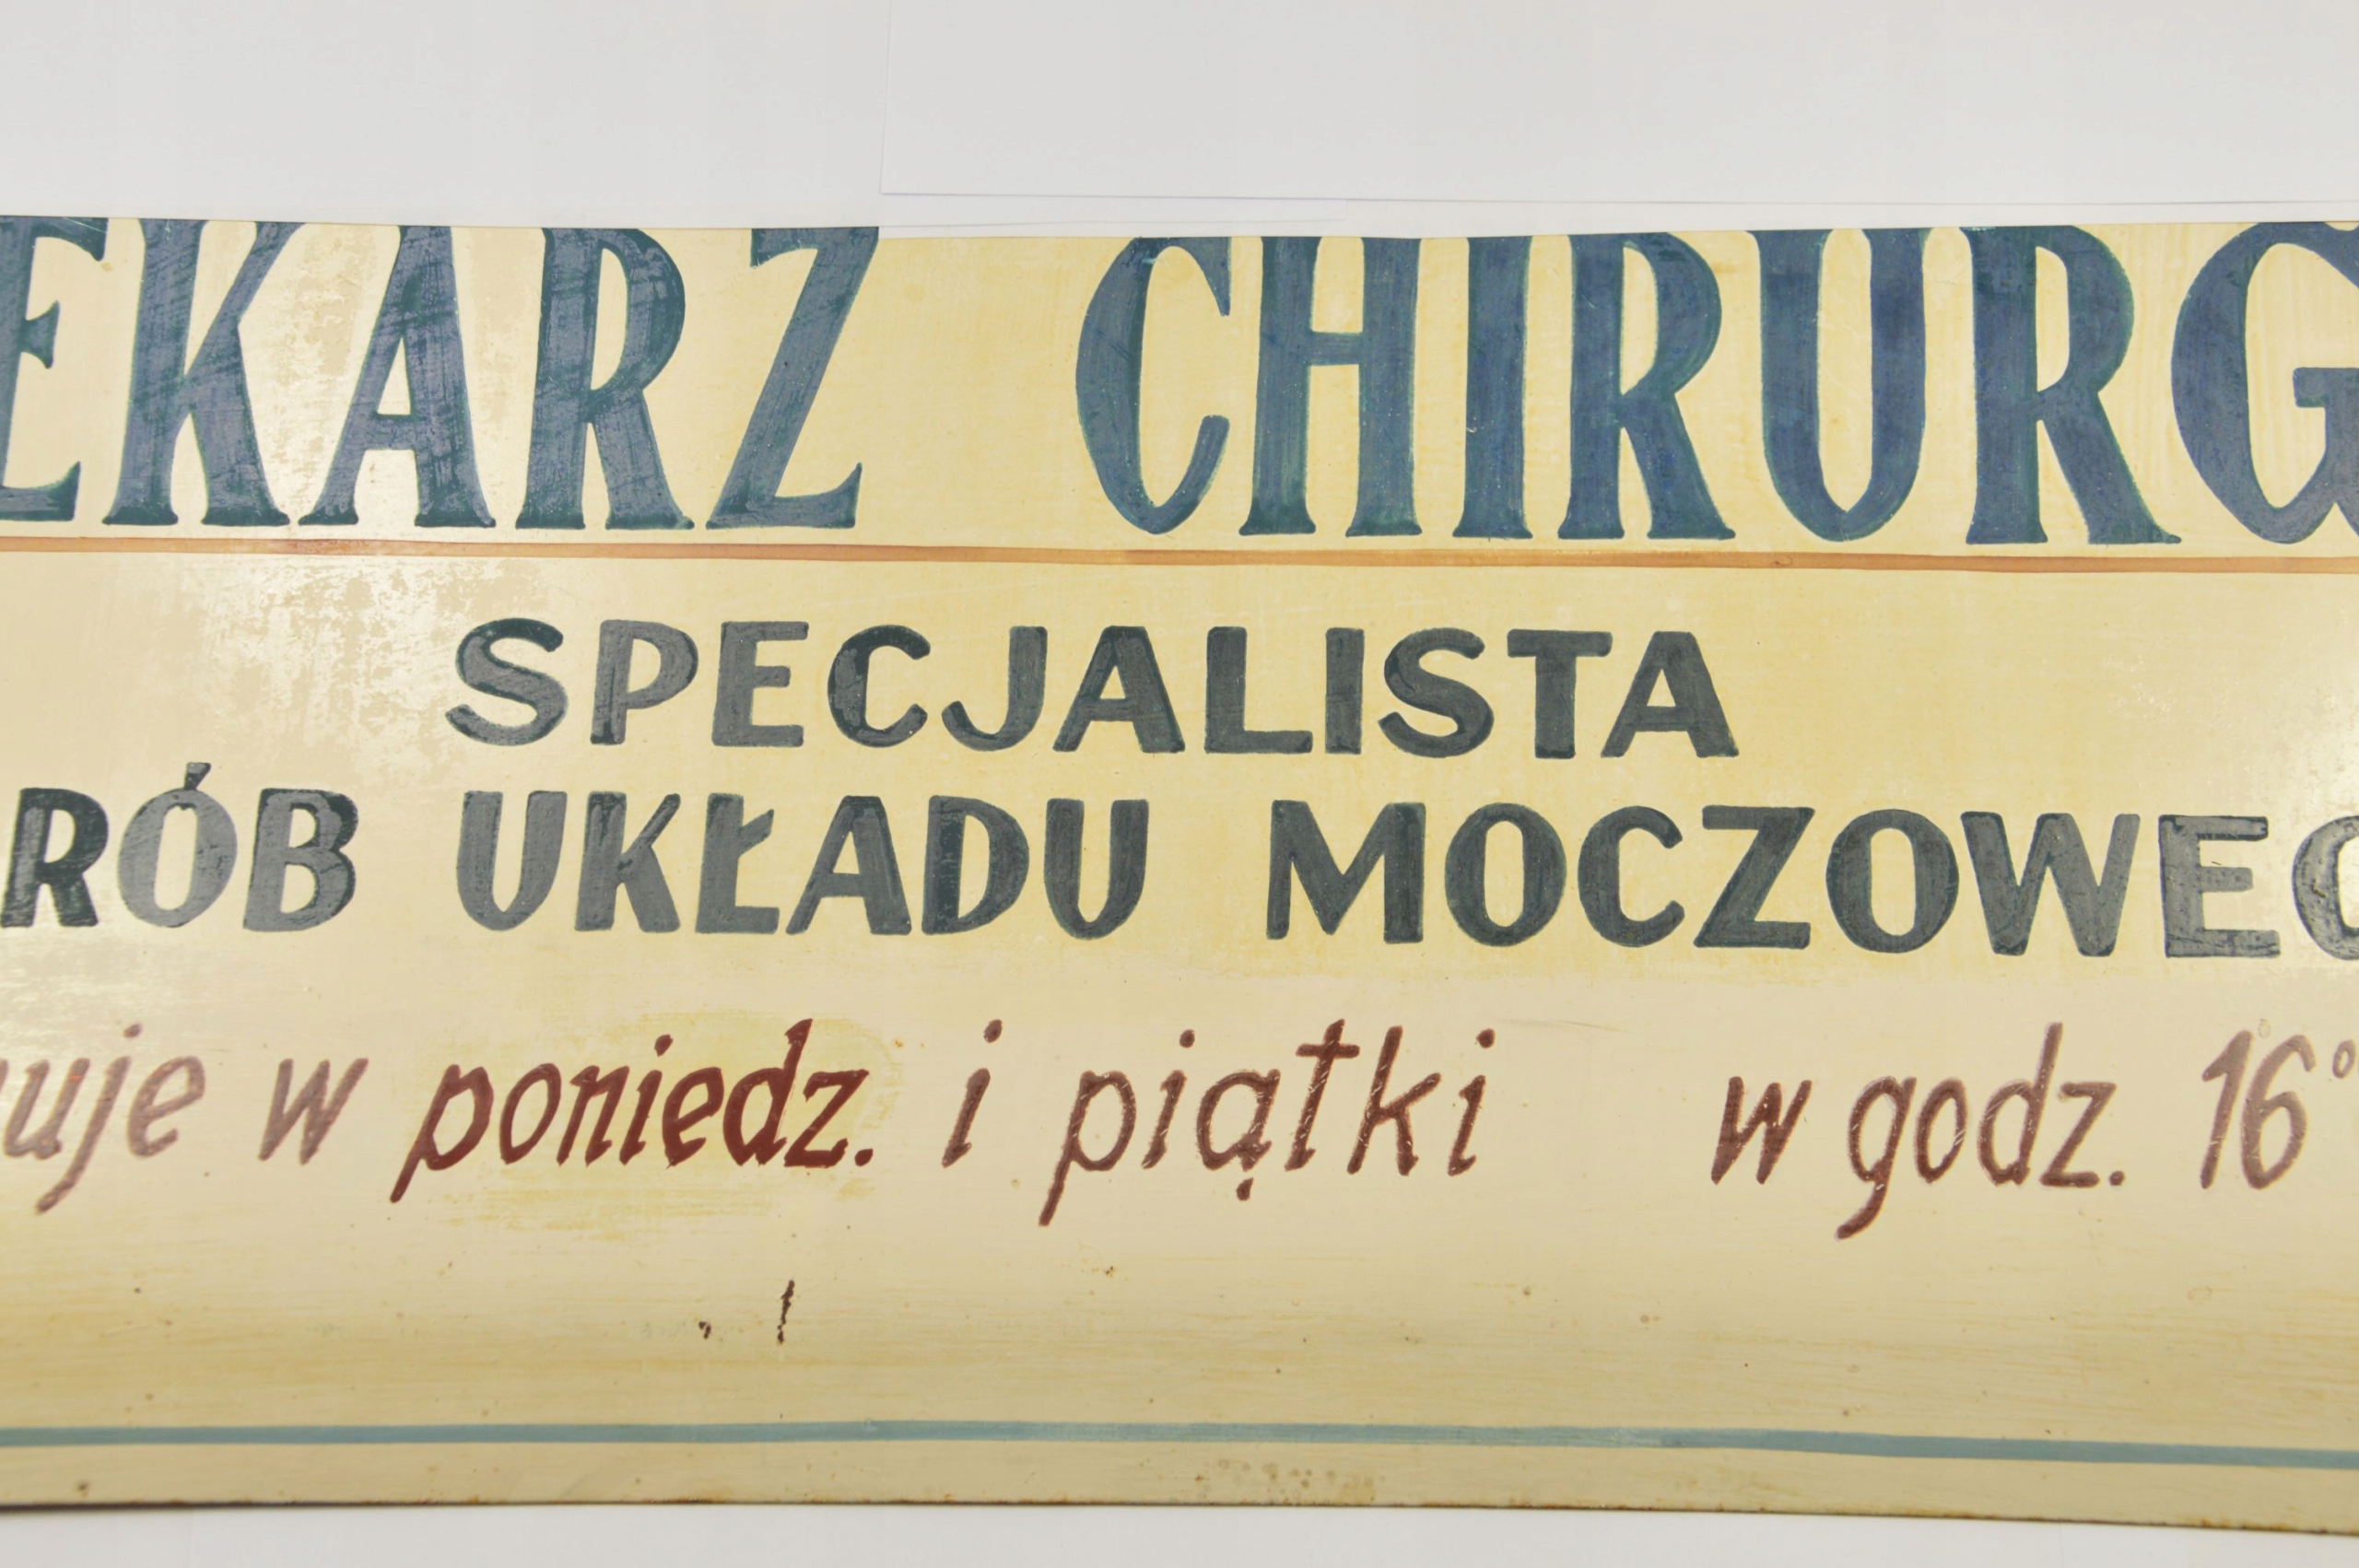 EKARZ CHIRURG
SPECJALISTA
RÓB UKŁADU MOCZOWEG
uje w poniedz. i piątki w godz. 16°